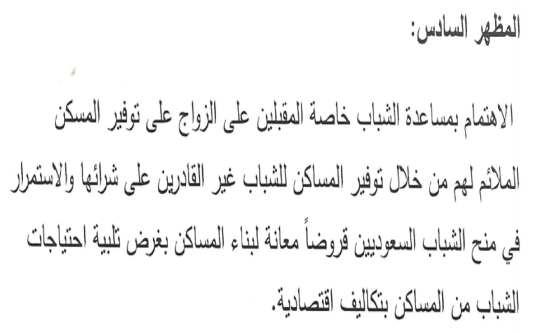 المظهر السادس:
الاهتمام بمساعدة الشباب خاصة المقبلين على الزواج على توفير المسكن
الملائم لهم من خلال توفير المساكن للشباب غير القادرين على شرائها والاستمرار
في منح الشباب السعوديين قروضاً معانة لبناء المساكن بغرض تلبية احتياجات
الشباب من المساكن بتكاليف اقتصادية.